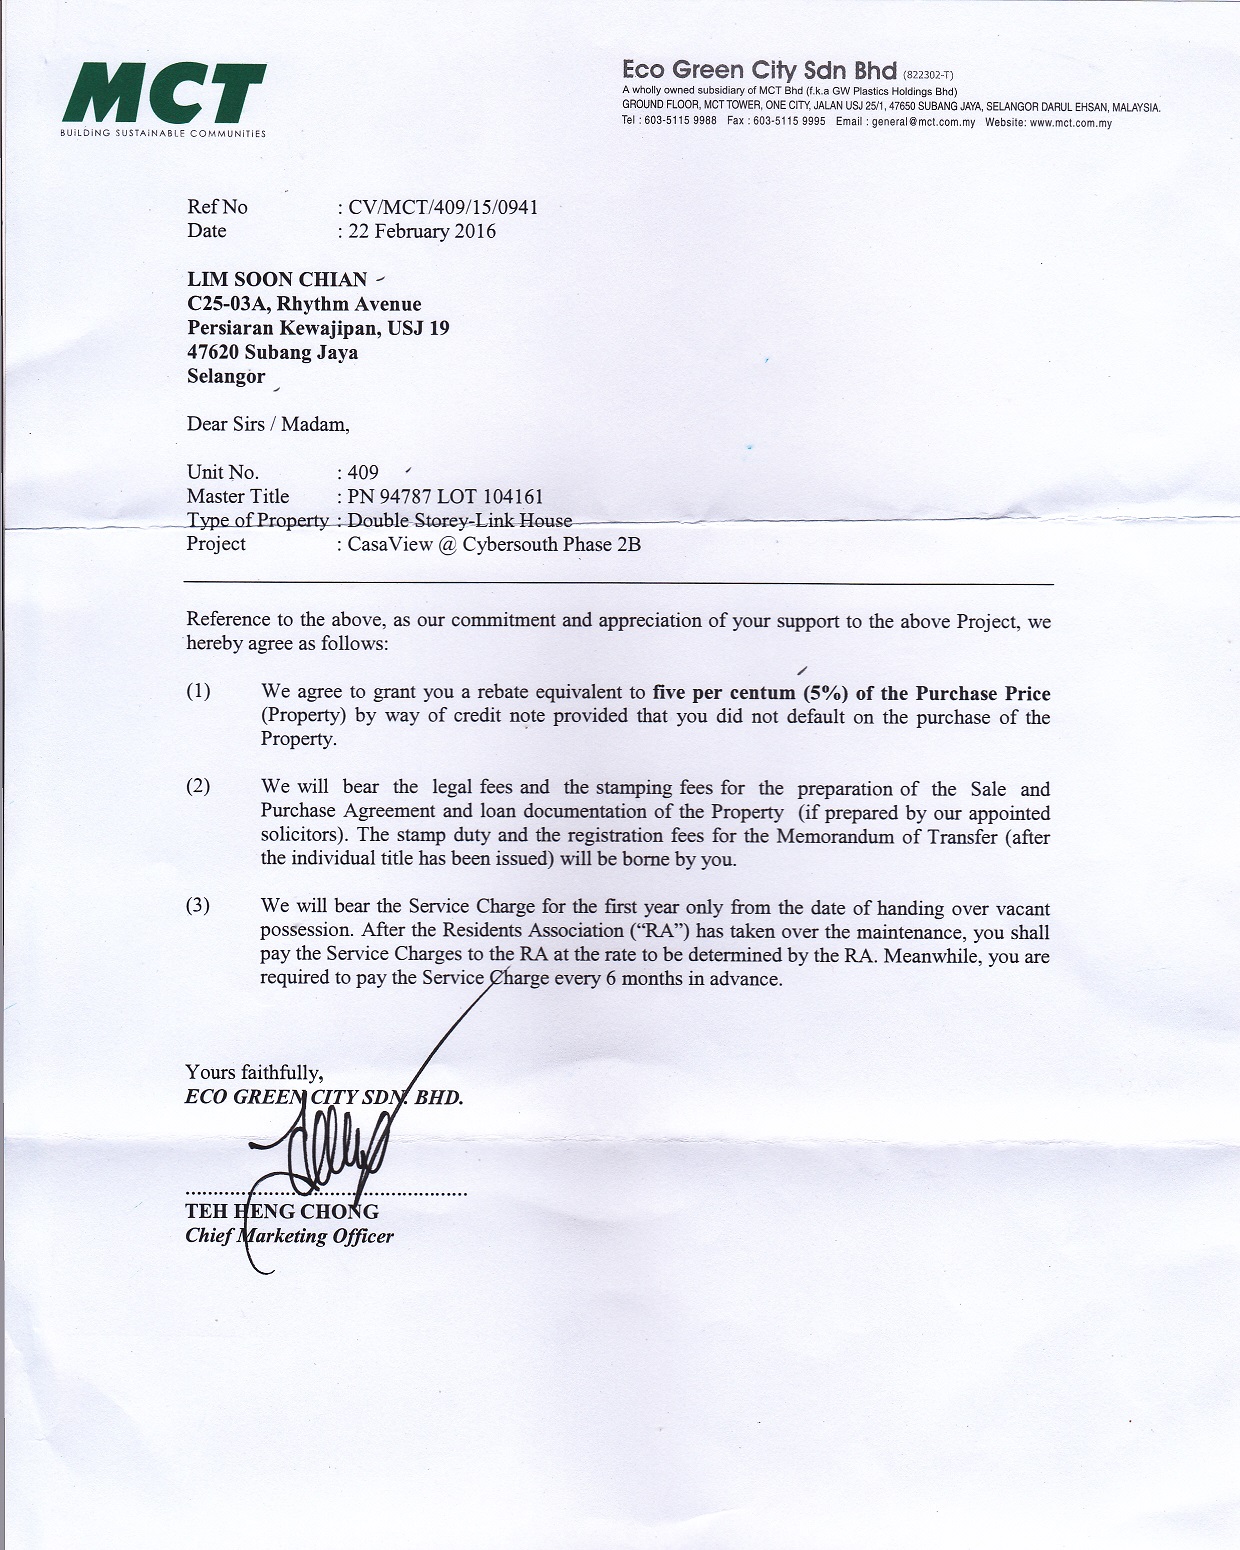 MCT
BUILDING SUSTAINABLE COMMUNITIES
Eco Green City Sdn Bhd (822302-T)
A wholly owned subsidiary of MCT Bhd (f.k.a GW Plastics Holdings Bhd)
GROUND FLOOR, MCT TOWER, ONE CITY, JALAN USJ 25/1, 47650 SUBANG JAYA, SELANGOR DARUL EHSAN, MALAYSIA.
Tel : 603-5115 9988 Fax : 603-5115 9995 Email : general@mct.com.my Website: www.mct.com.my
Ref No : CV/MCT/409/15/0941
Date : 22 February 2016
LIM SOON CHIAN
C25-03A, Rhythm Avenue
Persiaran Kewajipan, USJ 19
47620 Subang Jaya
Selangor
Dear Sirs / Madam,
Unit No. : 409
Master Title : PN 94787 LOT 104161
Type of Property : Double Storey-Link House
Project : CasaView @ Cybersouth Phase 2B
Reference to the above, as our commitment and appreciation of your support to the above Project, we
hereby agree as follows:
(1) We agree to grant you a rebate equivalent to five per centum (5%) of the Purchase Price
(Property) by way of credit note provided that you did not default on the purchase of the
Property.
(2) We will bear the legal fees and the stamping fees for the preparation of the Sale and
Purchase Agreement and loan documentation of the Property (if prepared by our appointed
solicitors). The stamp duty and the registration fees for the Memorandum of Transfer (after
the individual title has been issued) will be borne by you.
(3) We will bear the Service Charge for the first year only from the date of handing over vacant
possession. After the Residents Association (“RA”) has taken over the maintenance, you shall
pay the Service Charges to the RA at the rate to be determined by the RA. Meanwhile, you are
required to pay the Service Charge every 6 months in advance.
Yours faithfully,
ECO GREEN CITY SDN. BHD.
TEH HENG CHONG
Chief Marketing Officer